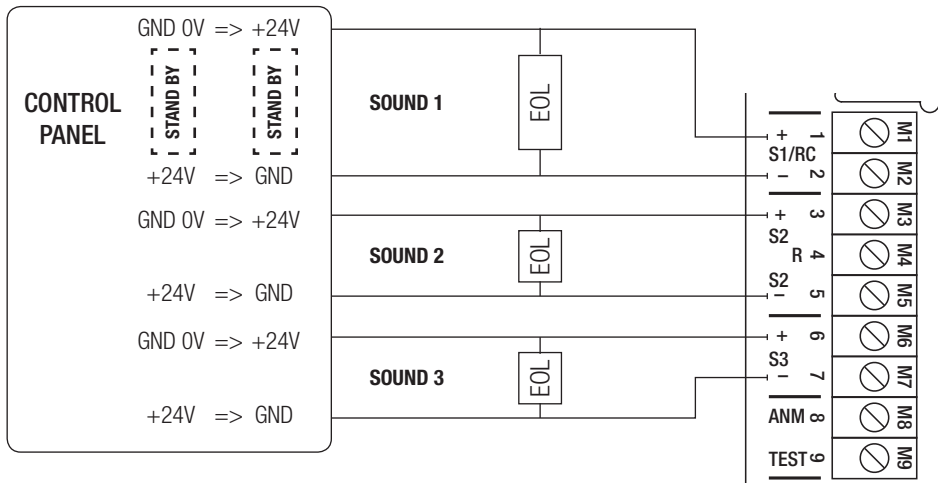 GND 0V => +24V
CONTROL
PANEL
STAND BY
STAND BY
+24V => GND
GND 0V => +24V
+24V => GND
GND 0V => +24V
+24V => GND
SOUND 1
EOL
SOUND 2
EOL
SOUND 3
EOL
+ 1 M1
S1/RC
- 2 M2
+ 3 M3
S2
R 4 M4
S2
- 5 M5
+ 6 M6
S3
- 7 M7
ANM 8 M8
TEST 9 M9